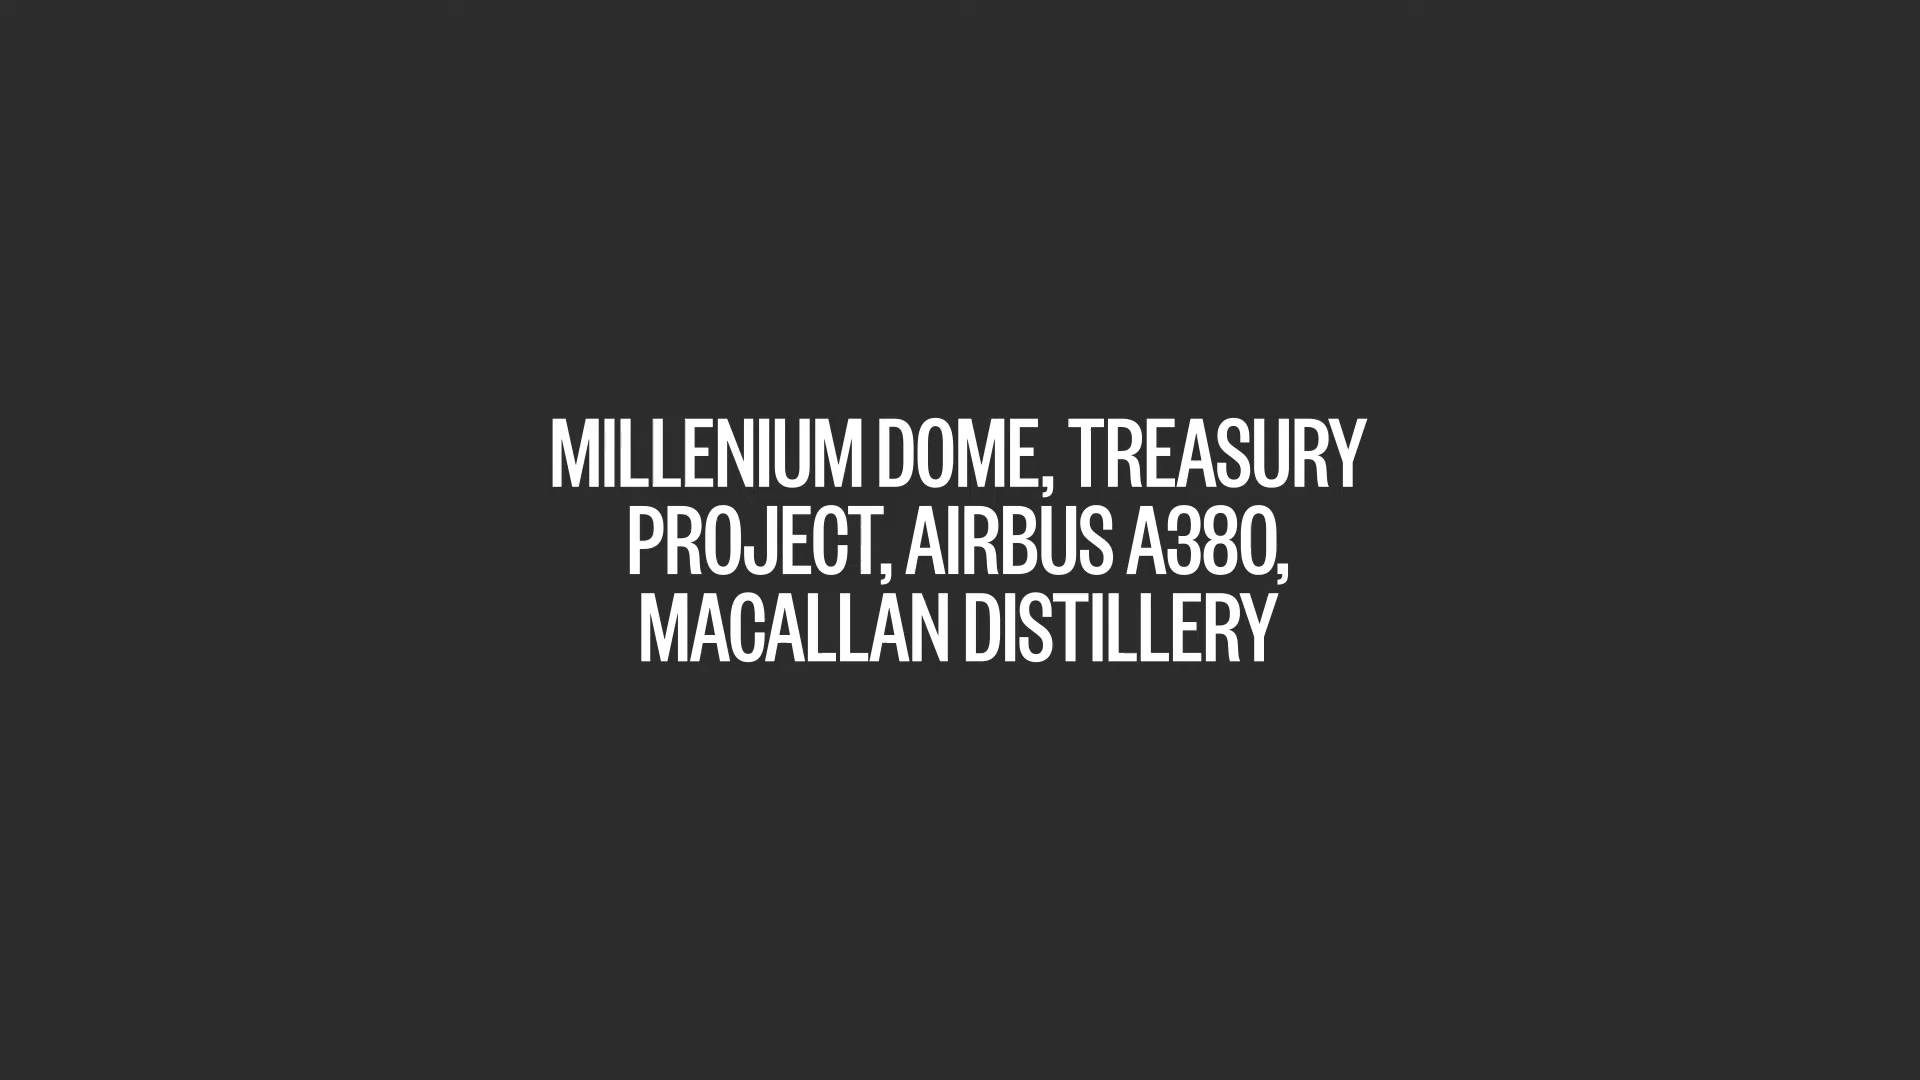 MILLENIUM DOME, TREASURY
PROJECT, AIRBUS A380,
MACALLAN DISTILLERY